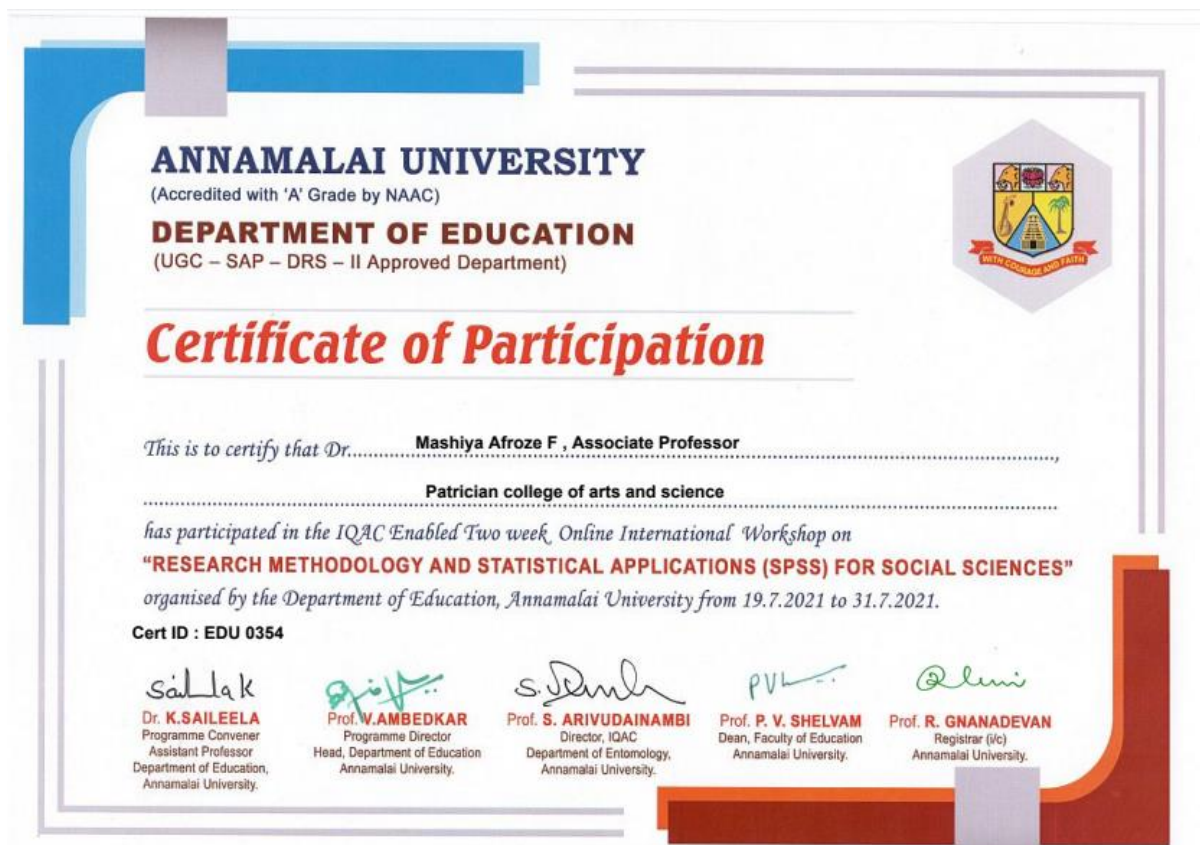 ANNAMALAI UNIVERSITY
(Accredited with 'A' Grade by NAAC)
DEPARTMENT OF EDUCATION
(UGC – SAP – DRS – II Approved Department)
WITH COURAGE AND FAITH
Certificate of Participation
This is to certify that Dr. Mashiya Afroze F , Associate Professor ,
Patrician college of arts and science
has participated in the IQAC Enabled Two week Online International Workshop on
“RESEARCH METHODOLOGY AND STATISTICAL APPLICATIONS (SPSS) FOR SOCIAL SCIENCES”
organised by the Department of Education, Annamalai University from 19.7.2021 to 31.7.2021.
Cert ID : EDU 0354
Dr. K.SAILEELA
Programme Convener
Assistant Professor
Department of Education,
Annamalai University.
Prof. V.AMBEDKAR
Programme Director
Head, Department of Education
Annamalai University.
Prof. S. ARIVUDAINAMBI
Director, IQAC
Department of Entomology,
Annamalai University.
Prof. P. V. SHELVAM
Dean, Faculty of Education
Annamalai University.
Prof. R. GNANADEVAN
Registrar (i/c)
Annamalai University.